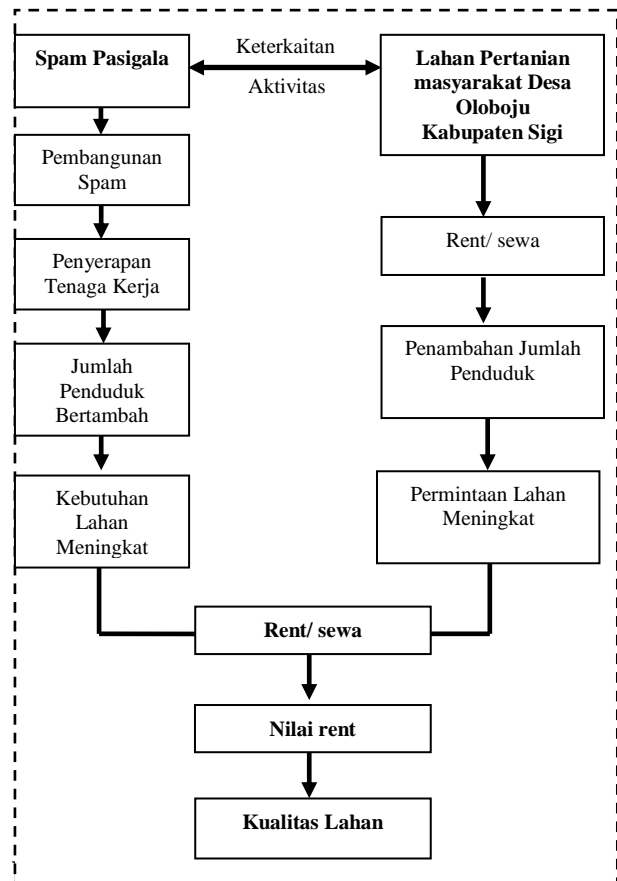 Spam Pasigala
Keterkaitan
Aktivitas
Lahan Pertanian
masyarakat Desa
Oloboju
Kabupaten Sigi
Pembangunan
Spam
Penyerapan
Tenaga Kerja
Jumlah
Penduduk
Bertambah
Kebutuhan
Lahan
Meningkat
Rent/ sewa
Penambahan Jumlah
Penduduk
Permintaan Lahan
Meningkat
Rent/ sewa
Nilai rent
Kualitas Lahan